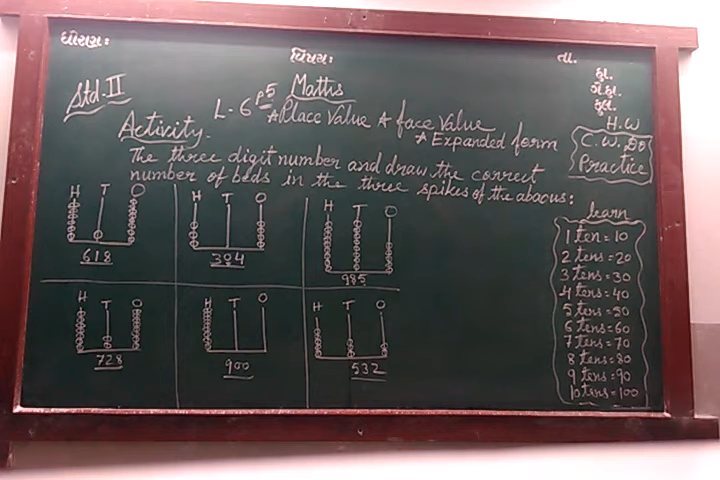 ધોરણ:
વિષય:
તા.
કુા.
ગે.હા.
કુલ.
Std. II
Maths
L-6 P5
* Place Value * face Value
* Expanded form
H.W
C.W. Do
Practice
Activity.
The three digit number and draw the correct
number of beds in the three spikes of the abacus:
H T O
618
H T O
304
H T O
985
H T O
728
H T O
900
H T O
532
learn
1 ten = 10
2 tens = 20
3 tens = 30
4 tens = 40
5 tens = 50
6 tens = 60
7 tens = 70
8 tens = 80
9 tens = 90
10 tens = 100